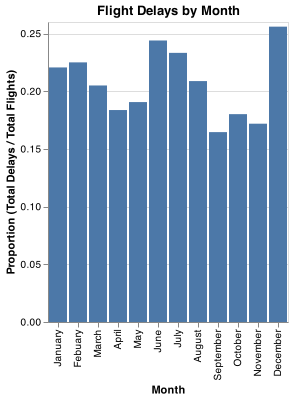 Flight Delays by Month
Proportion (Total Delays / Total Flights)
0.25
0.20
0.15
0.10
0.05
0.00
January
Febuary
March
April
May
June
July
August
September
October
November
December
Month